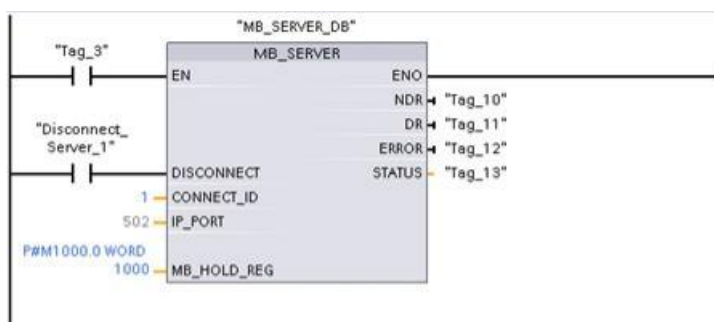 "MB_SERVER_DB"
"Tag_3"
MB_SERVER
EN
ENO
NDR
"Tag_10"
DR
"Tag_11"
"Disconnect_
Server_1"
ERROR
"Tag_12"
DISCONNECT
STATUS
"Tag_13"
1
CONNECT_ID
502
IP_PORT
P#M1000.0 WORD
1000
MB_HOLD_REG